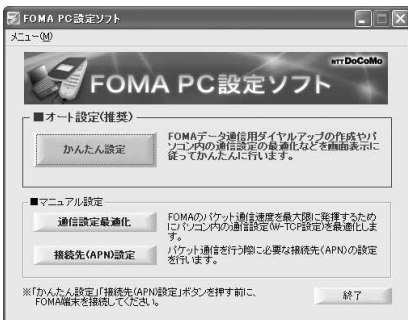 FOMA PC設定ソフト
メニュー(M)
NTT DoCoMo
FOMA PC設定ソフト
■オート設定(推奨)
かんたん設定
FOMAデータ通信用ダイヤルアップの作成やパ
ソコン内の通信設定の最適化などを画面表示に
従ってかんたんに行います。
■マニュアル設定
通信設定最適化
FOMAのパケット通信速度を最大限に発揮するため
にパソコン内の通信設定(W-TCP設定)を最適化しま
す。
接続先(APN)設定
パケット通信を行う際に必要な接続先(APN)の設定
を行います。
※「かんたん設定」「接続先(APN)設定」ボタンを押す前に、
FOMA端末を接続してください。
終了